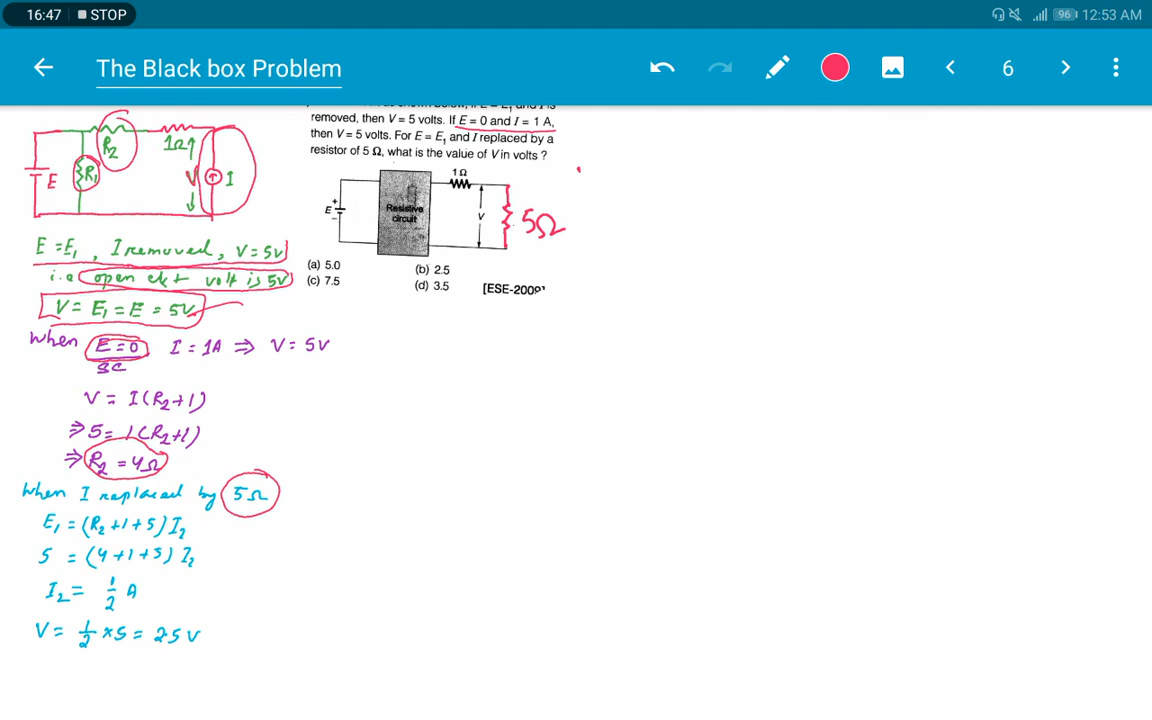 16:47 STOP 96 12:53 AM
The Black box Problem 6
removed, then V = 5 volts. If E = 0 and I = 1 A,
then V = 5 volts. For E = E₁ and I replaced by a
resistor of 5 Ω, what is the value of V in volts ?
1Ω
E + −
Resistive
circuit
V
5Ω
(a) 5.0 (b) 2.5
(c) 7.5 (d) 3.5 [ESE-2009]
R₂ 1Ω
E R₁ V I
E = E₁, I removed, V = 5V
i.e open ckt volt is 5V
V = E₁ = E = 5V
When E = 0 I = 1A ⇒ V = 5V
SC
V = I(R₂+1)
⇒ 5 = 1(R₂+1)
⇒ R₂ = 4Ω
When I replaced by 5Ω
E₁ = (R₂+1+5) I₂
5 = (4+1+5) I₂
I₂ = 1/2 A
V = 1/2 × 5 = 2.5 V